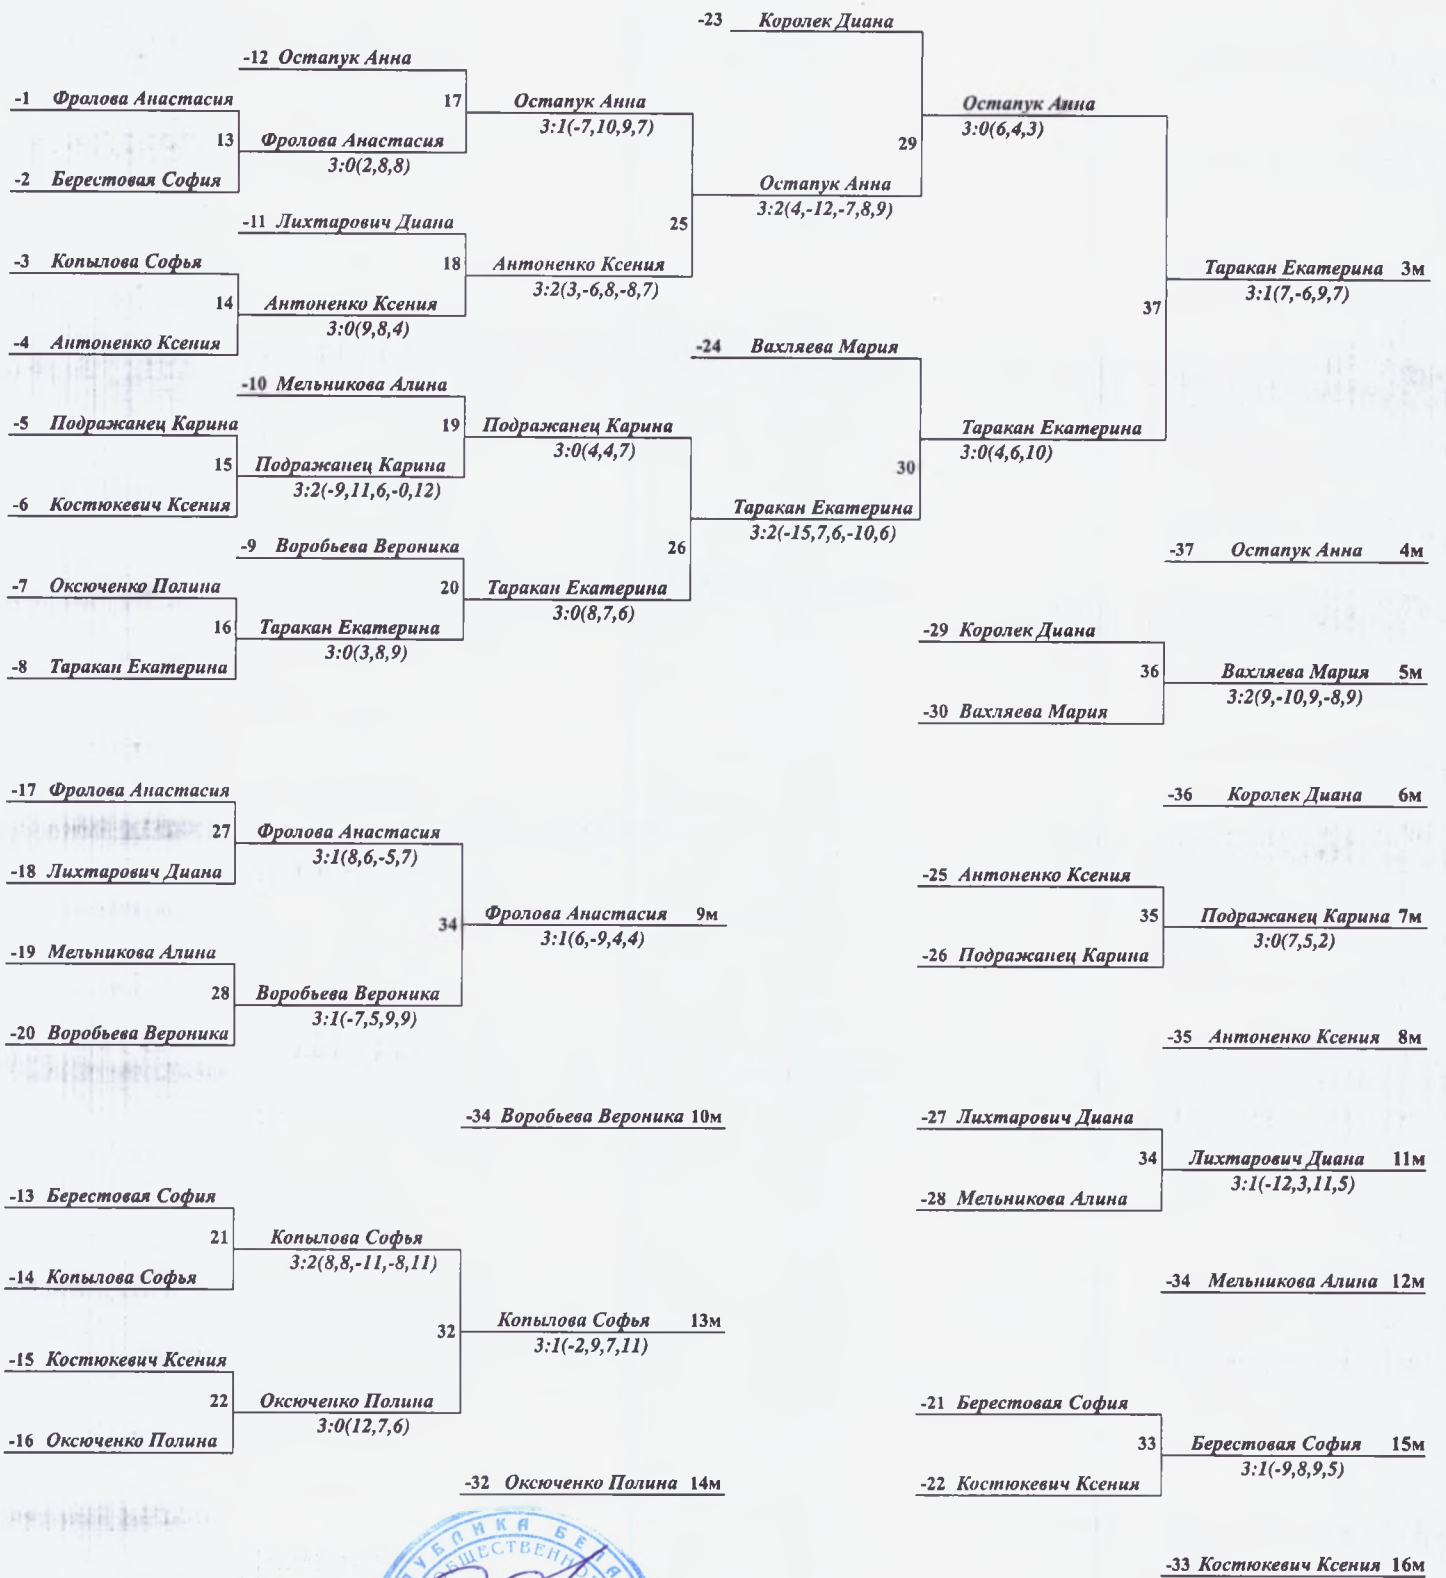 -23 Королек Диана
-12 Остапук Анна
-1 Фролова Анастасия
17 Остапук Анна
3:1(-7,10,9,7)
Остапук Анна
3:0(6,4,3)
13 Фролова Анастасия
3:0(2,8,8)
29
-2 Берестовая София
Остапук Анна
3:2(4,-12,-7,8,9)
-11 Лихтарович Диана
25
-3 Копылова Софья
18 Антоненко Ксения
3:2(3,-6,8,-8,7)
Таракан Екатерина 3м
3:1(7,-6,9,7)
14 Антоненко Ксения
3:0(9,8,4)
37
-4 Антоненко Ксения
-24 Вахляева Мария
-10 Мельникова Алина
-5 Подражанец Карина
19 Подражанец Карина
3:0(4,4,7)
Таракан Екатерина
3:0(4,6,10)
15 Подражанец Карина
3:2(-9,11,6,-0,12)
30
-6 Костюкевич Ксения
Таракан Екатерина
3:2(-15,7,6,-10,6)
-9 Воробьева Вероника
26
-37 Остапук Анна 4м
-7 Оксюченко Полина
20 Таракан Екатерина
3:0(8,7,6)
16 Таракан Екатерина
3:0(3,8,9)
-29 Королек Диана
-8 Таракан Екатерина
36 Вахляева Мария 5м
3:2(9,-10,9,-8,9)
-30 Вахляева Мария
-17 Фролова Анастасия
-36 Королек Диана 6м
27 Фролова Анастасия
3:1(8,6,-5,7)
-18 Лихтарович Диана
-25 Антоненко Ксения
34 Фролова Анастасия 9м
3:1(6,-9,4,4)
35 Подражанец Карина 7м
3:0(7,5,2)
-19 Мельникова Алина
-26 Подражанец Карина
28 Воробьева Вероника
3:1(-7,5,9,9)
-20 Воробьева Вероника
-35 Антоненко Ксения 8м
-34 Воробьева Вероника 10м
-27 Лихтарович Диана
34 Лихтарович Диана 11м
3:1(-12,3,11,5)
-13 Берестовая София
-28 Мельникова Алина
21 Копылова Софья
3:2(8,8,-11,-8,11)
-14 Копылова Софья
-34 Мельникова Алина 12м
32 Копылова Софья 13м
3:1(-2,9,7,11)
-15 Костюкевич Ксения
22 Оксюченко Полина
3:0(12,7,6)
-21 Берестовая София
-16 Оксюченко Полина
33 Берестовая София 15м
3:1(-9,8,9,5)
-32 Оксюченко Полина 14м
-22 Костюкевич Ксения
-33 Костюкевич Ксения 16м